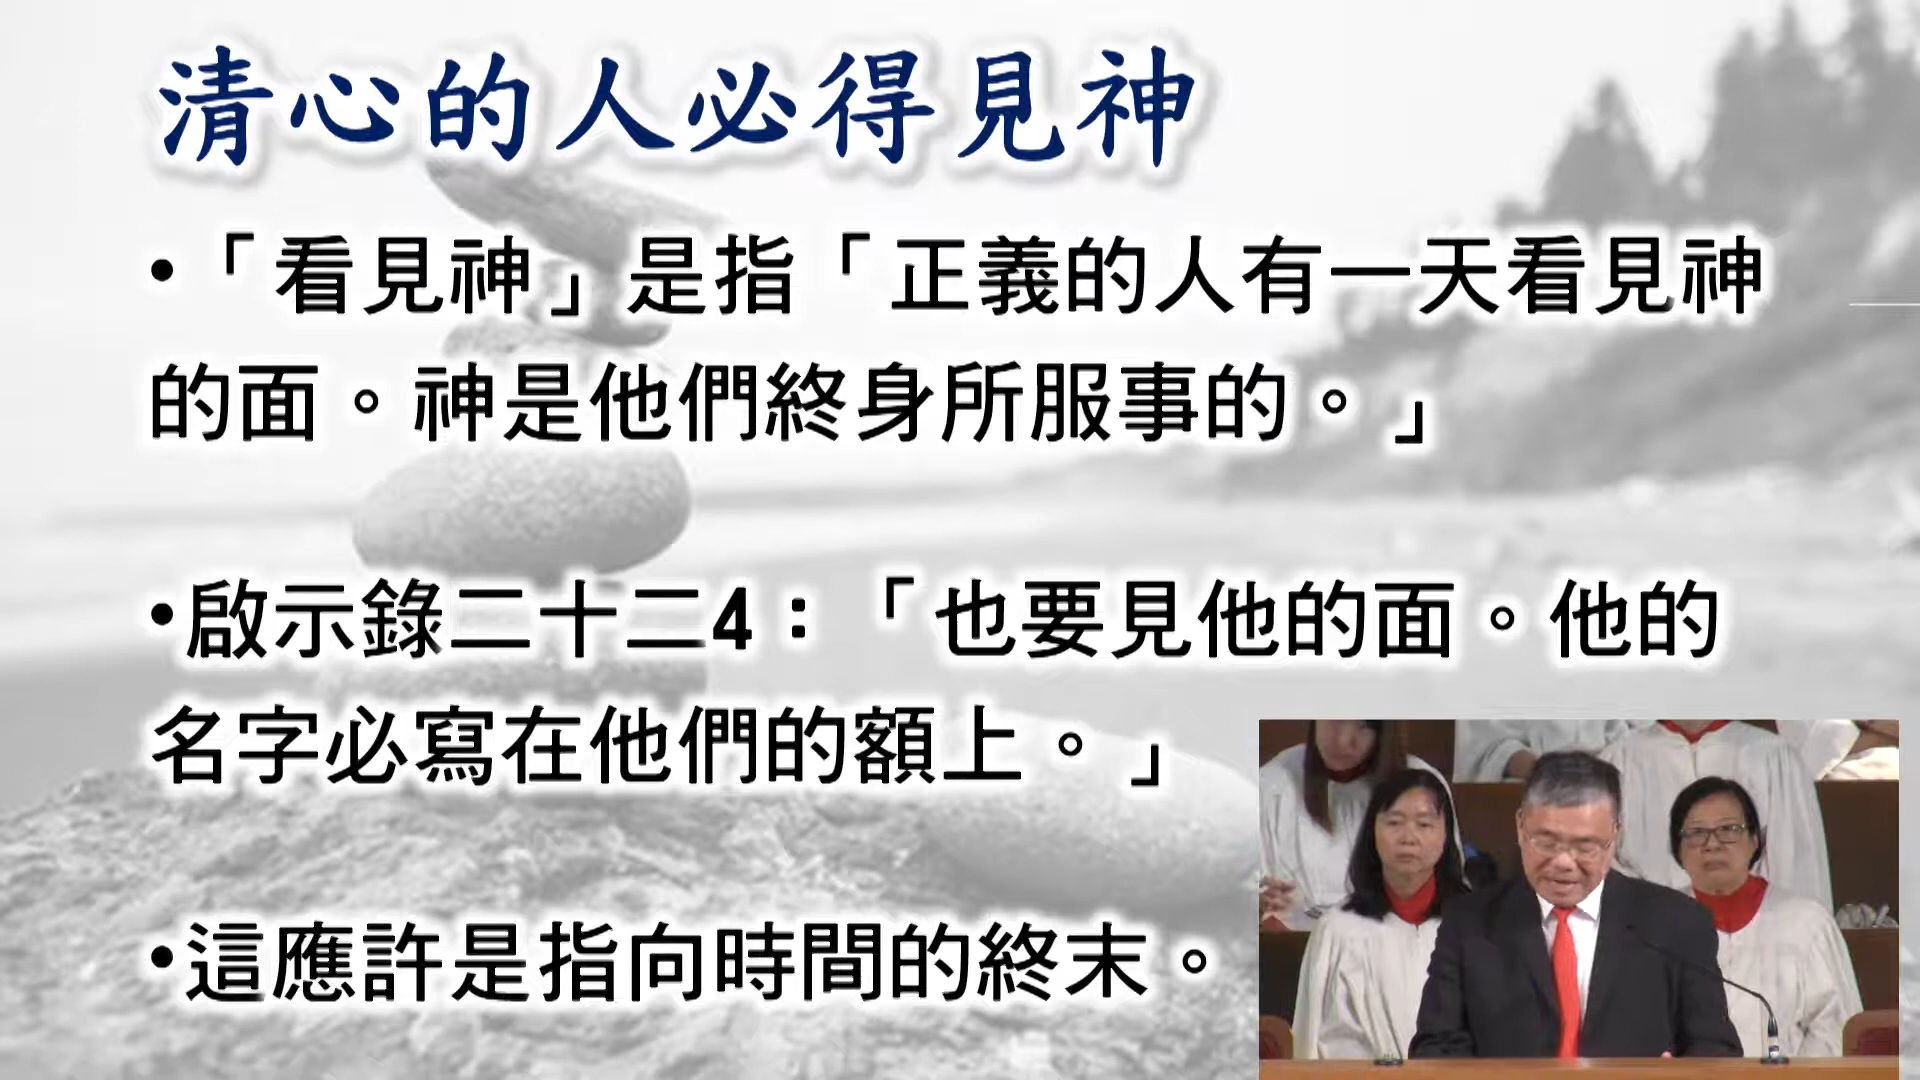 清心的人必得見神
•「看見神」是指「正義的人有一天看見神
的面。神是他們終身所服事的。」
•啟示錄二十二4：「也要見他的面。他的
名字必寫在他們的額上。」
•這應許是指向時間的終末。